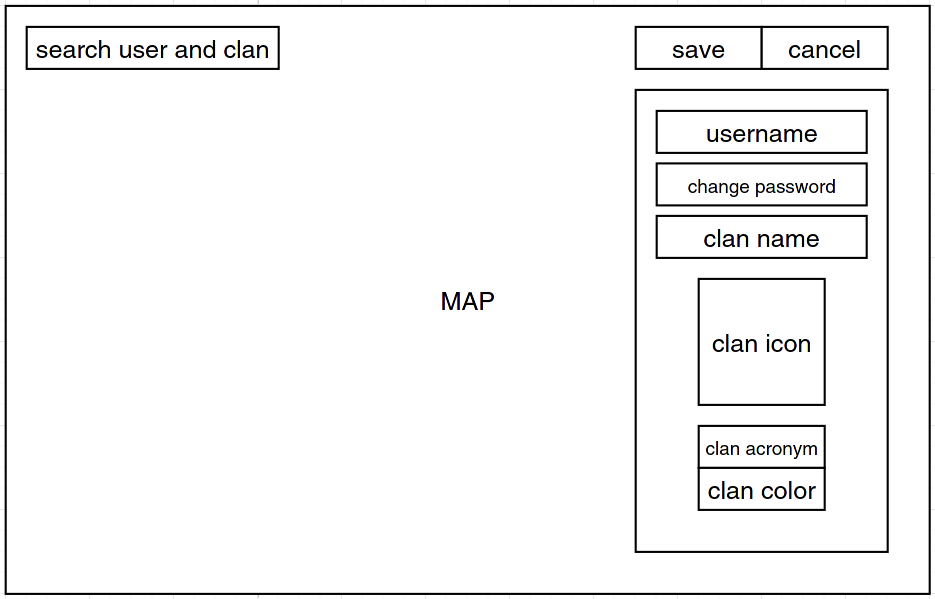 search user and clan
save
cancel
username
change password
clan name
MAP
clan icon
clan acronym
clan color